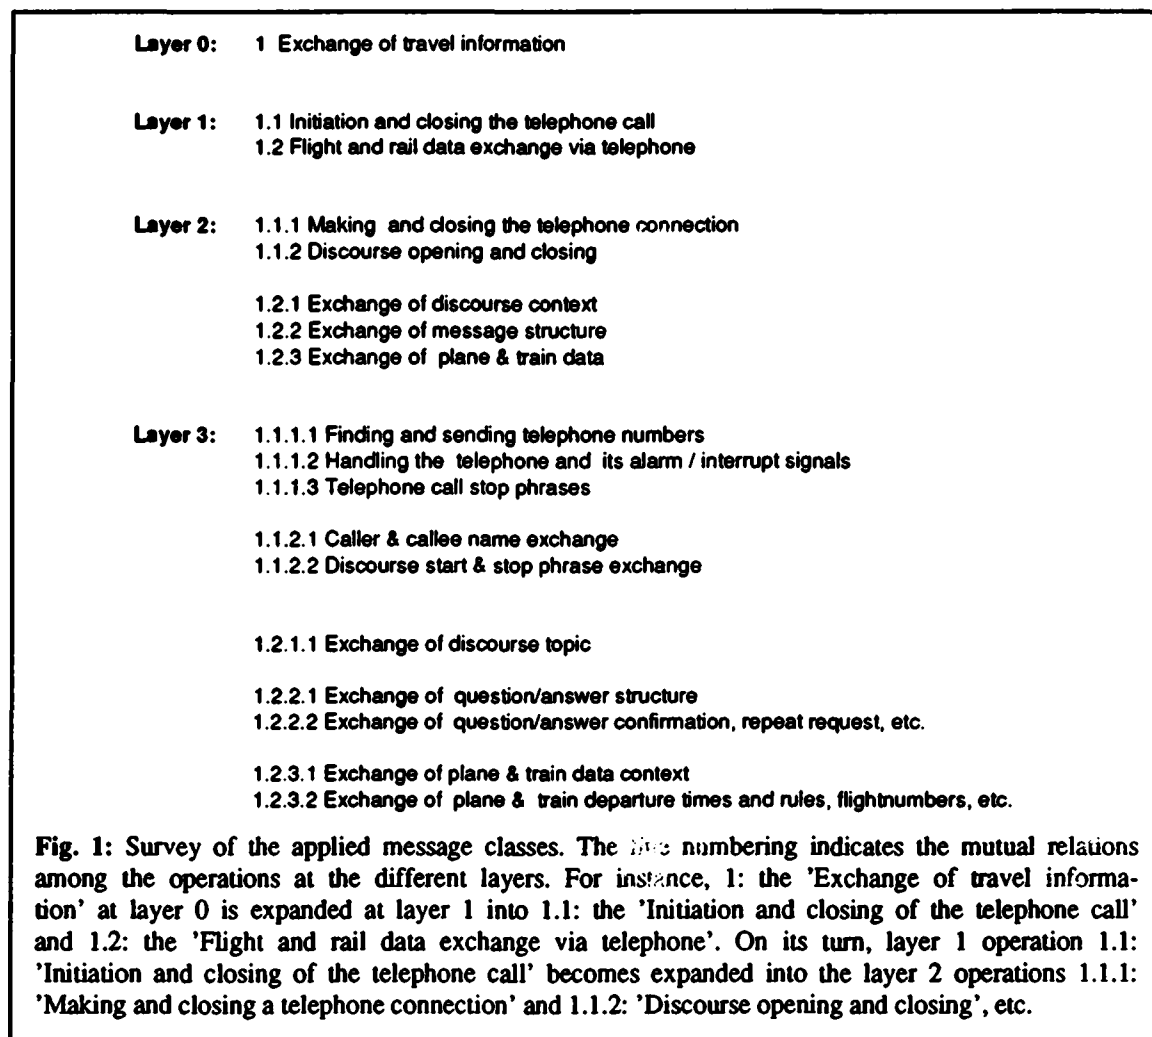 Layer 0: 1 Exchange of travel information
Layer 1: 1.1 Initiation and closing the telephone call
1.2 Flight and rail data exchange via telephone
Layer 2: 1.1.1 Making and closing the telephone connection
1.1.2 Discourse opening and closing
1.2.1 Exchange of discourse context
1.2.2 Exchange of message structure
1.2.3 Exchange of plane & train data
Layer 3: 1.1.1.1 Finding and sending telephone numbers
1.1.1.2 Handling the telephone and its alarm / interrupt signals
1.1.1.3 Telephone call stop phrases
1.1.2.1 Caller & callee name exchange
1.1.2.2 Discourse start & stop phrase exchange
1.2.1.1 Exchange of discourse topic
1.2.2.1 Exchange of question/answer structure
1.2.2.2 Exchange of question/answer confirmation, repeat request, etc.
1.2.3.1 Exchange of plane & train data context
1.2.3.2 Exchange of plane & train departure times and rules, flightnumbers, etc.
Fig. 1: Survey of the applied message classes. The numbering indicates the mutual relations
among the operations at the different layers. For instance, 1: the 'Exchange of travel informa-
tion' at layer 0 is expanded at layer 1 into 1.1: the 'Initiation and closing of the telephone call'
and 1.2: the 'Flight and rail data exchange via telephone'. On its turn, layer 1 operation 1.1:
'Initiation and closing of the telephone call' becomes expanded into the layer 2 operations 1.1.1:
'Making and closing a telephone connection' and 1.1.2: 'Discourse opening and closing', etc.